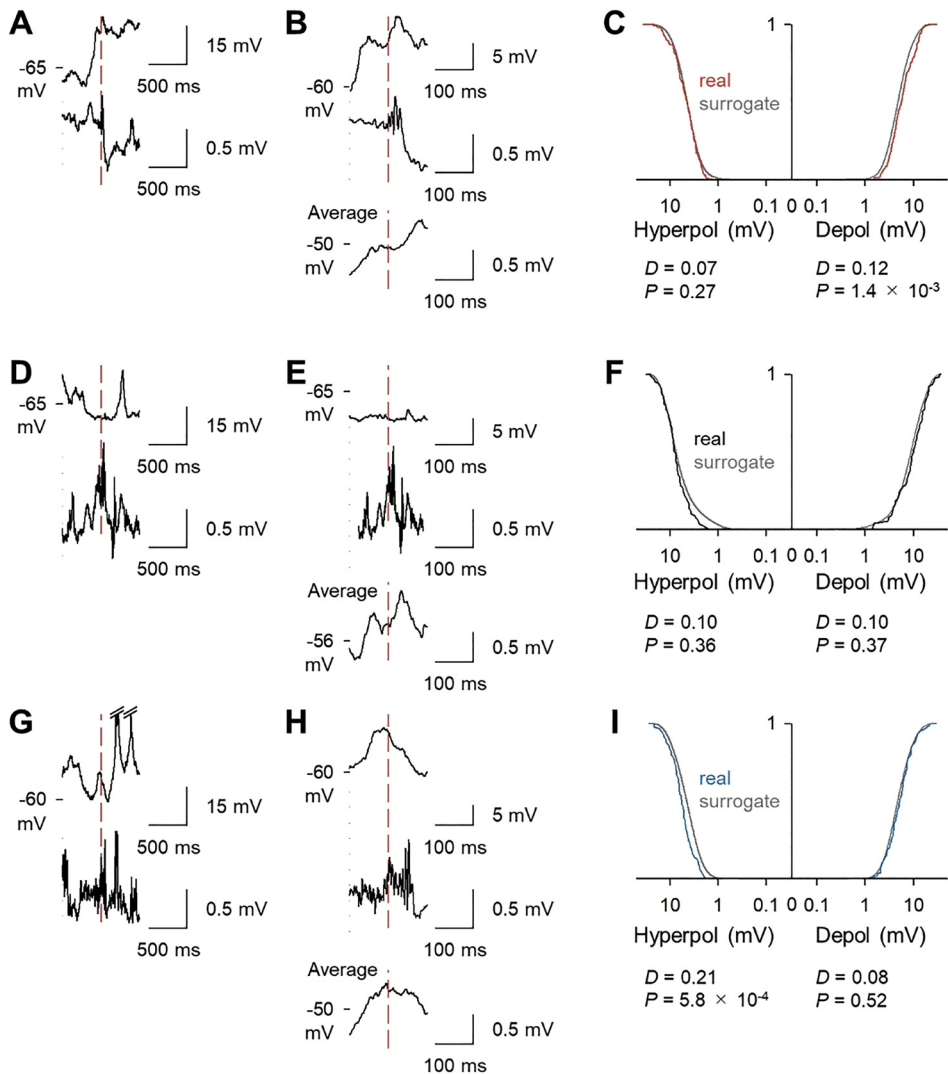 A
-65
mV
15 mV
500 ms
0.5 mV
500 ms
B
-60
mV
5 mV
100 ms
0.5 mV
100 ms
Average
-50
mV
0.5 mV
100 ms
C
1
real
surrogate
10 1 0.1 0 0.1 1 10
Hyperpol (mV) Depol (mV)
D = 0.07 D = 0.12
P = 0.27 P = 1.4 × 10-3
D
-65
mV
15 mV
500 ms
0.5 mV
500 ms
E
-65
mV
5 mV
100 ms
0.5 mV
100 ms
Average
-56
mV
0.5 mV
100 ms
F
1
real
surrogate
10 1 0.1 0 0.1 1 10
Hyperpol (mV) Depol (mV)
D = 0.10 D = 0.10
P = 0.36 P = 0.37
G
-60
mV
15 mV
500 ms
0.5 mV
500 ms
H
-60
mV
5 mV
100 ms
0.5 mV
100 ms
Average
-50
mV
0.5 mV
100 ms
I
1
real
surrogate
10 1 0.1 0 0.1 1 10
Hyperpol (mV) Depol (mV)
D = 0.21 D = 0.08
P = 5.8 × 10-4 P = 0.52